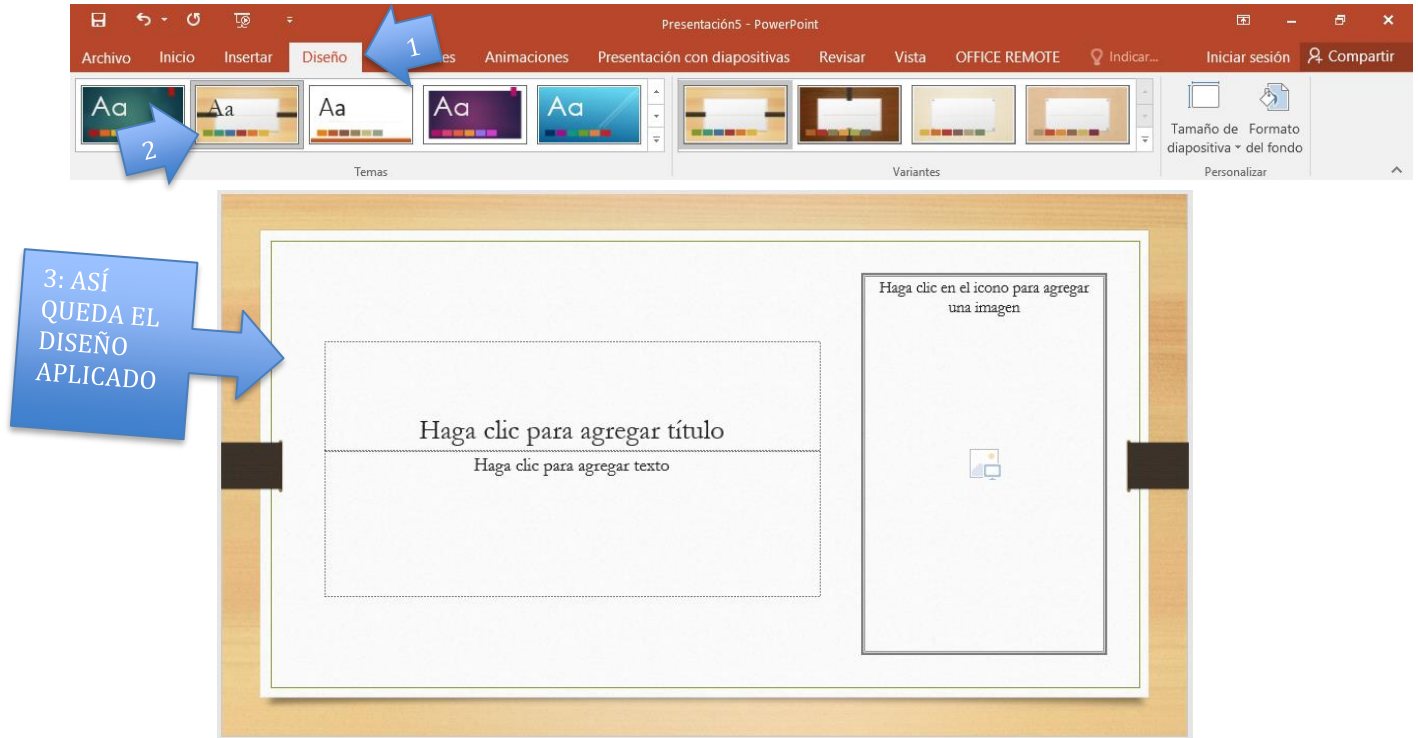 Presentación5 - PowerPoint
Archivo Inicio Insertar Diseño es Animaciones Presentación con diapositivas Revisar Vista OFFICE REMOTE Indicar... Iniciar sesión Compartir
1
Aa Aa Aa Aa Aa
2
Tamaño de diapositiva
Formato del fondo
Temas Variantes Personalizar
3: ASÍ
QUEDA EL
DISEÑO
APLICADO
Haga clic en el icono para agregar
una imagen
Haga clic para agregar título
Haga clic para agregar texto